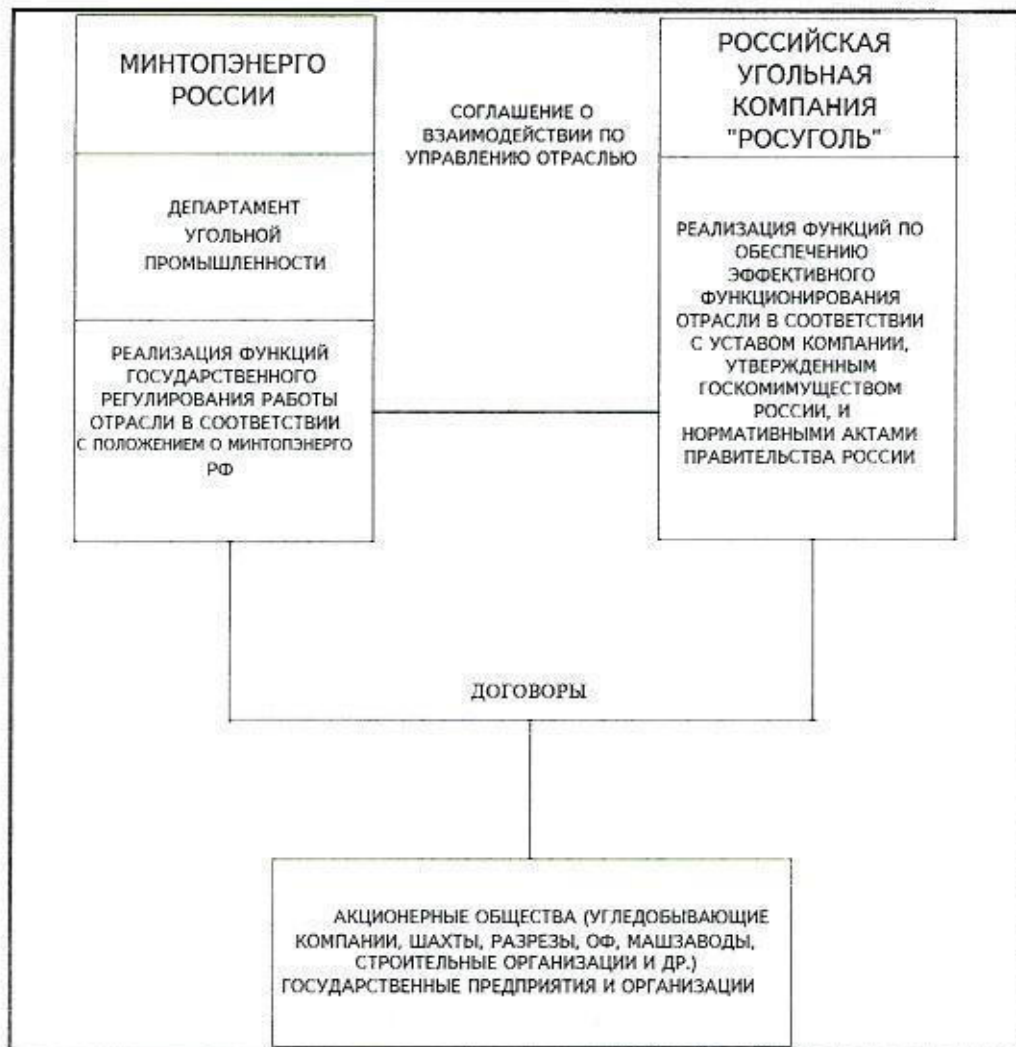 МИНТОПЭНЕРГО
РОССИИ
ДЕПАРТАМЕНТ
УГОЛЬНОЙ
ПРОМЫШЛЕННОСТИ
РЕАЛИЗАЦИЯ ФУНКЦИЙ
ГОСУДАРСТВЕННОГО
РЕГУЛИРОВАНИЯ РАБОТЫ
ОТРАСЛИ В СООТВЕТСТВИИ
С ПОЛОЖЕНИЕМ О МИНТОПЭНЕРГО
РФ
СОГЛАШЕНИЕ О
ВЗАИМОДЕЙСТВИИ ПО
УПРАВЛЕНИЮ ОТРАСЛЬЮ
РОССИЙСКАЯ
УГОЛЬНАЯ
КОМПАНИЯ
"РОСУГОЛЬ"
РЕАЛИЗАЦИЯ ФУНКЦИЙ ПО
ОБЕСПЕЧЕНИЮ
ЭФФЕКТИВНОГО
ФУНКЦИОНИРОВАНИЯ
ОТРАСЛИ В СООТВЕТСТВИИ
С УСТАВОМ КОМПАНИИ,
УТВЕРЖДЕННЫМ
ГОСКОМИМУЩЕСТВОМ
РОССИИ, И
НОРМАТИВНЫМИ АКТАМИ
ПРАВИТЕЛЬСТВА РОССИИ
ДОГОВОРЫ
АКЦИОНЕРНЫЕ ОБЩЕСТВА (УГЛЕДОБЫВАЮЩИЕ
КОМПАНИИ, ШАХТЫ, РАЗРЕЗЫ, ОФ, МАШЗАВОДЫ,
СТРОИТЕЛЬНЫЕ ОРГАНИЗАЦИИ И ДР.)
ГОСУДАРСТВЕННЫЕ ПРЕДПРИЯТИЯ И ОРГАНИЗАЦИИ